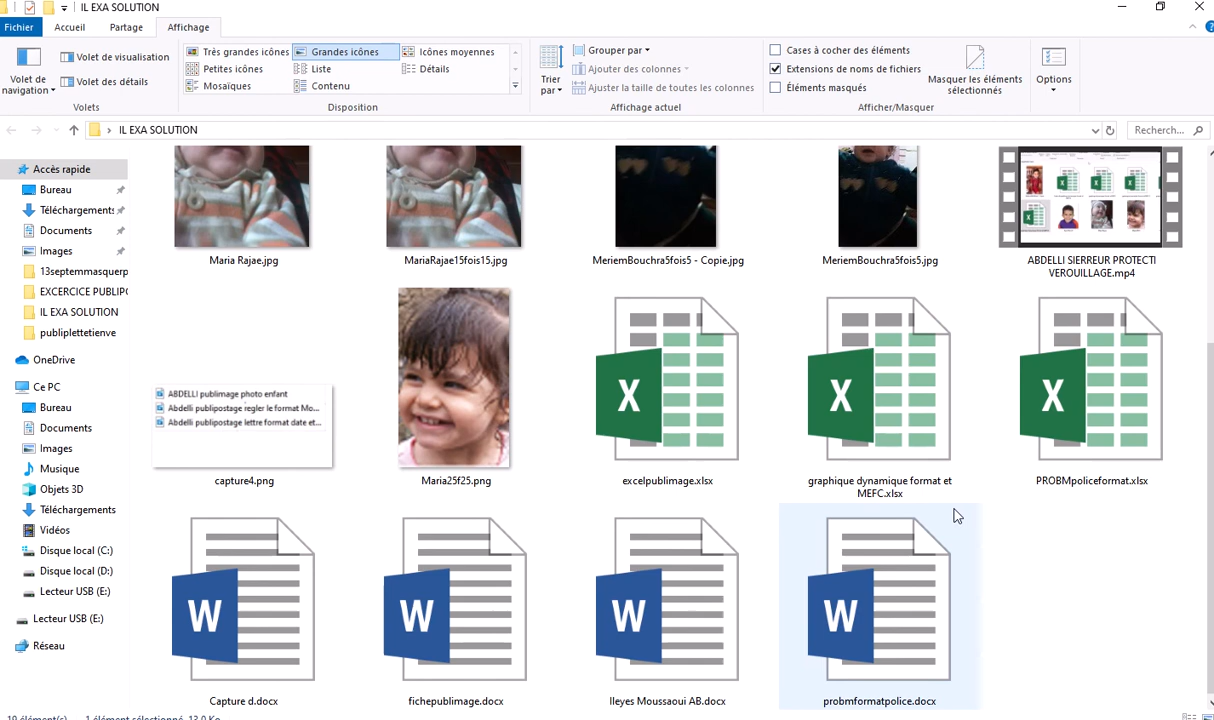 IL EXA SOLUTION
Fichier Accueil Partage Affichage
Volet de navigation
Volet de visualisation
Volet des détails
Volets
Très grandes icônes Grandes icônes Icônes moyennes
Petites icônes Liste Détails
Mosaïques Contenu
Disposition
Trier par
Grouper par
Ajouter des colonnes
Ajuster la taille de toutes les colonnes
Affichage actuel
Cases à cocher des éléments
Extensions de noms de fichiers
Éléments masqués
Masquer les éléments sélectionnés
Afficher/Masquer
Options
IL EXA SOLUTION
Recherch...
Accès rapide
Bureau
Téléchargements
Documents
Images
13septemmasquerp
EXCERCICE PUBLIPO
IL EXA SOLUTION
publiplettetienve
OneDrive
Ce PC
Bureau
Documents
Images
Musique
Objets 3D
Téléchargements
Vidéos
Disque local (C:)
Disque local (D:)
Lecteur USB (E:)
Lecteur USB (E:)
Réseau
Maria Rajae.jpg
MariaRajae15fois15.jpg
MeriemBouchra5fois5 - Copie.jpg
MeriemBouchra5fois5.jpg
ABDELLI SIERREUR PROTECTI
VEROUILLAGE.mp4
ABDELLI publimage photo enfant
Abdelli publipostage regler le format Mo...
Abdelli publipostage lettre format date et...
capture4.png
Maria25f25.png
X
excelpublimage.xlsx
X
graphique dynamique format et
MEFC.xlsx
X
PROBMpoliceformat.xlsx
W
Capture d.docx
W
fichepublimage.docx
W
lleyes Moussaoui AB.docx
W
probmformatpolice.docx
19 élément(s) 1 élément sélectionné 13,0 Ko